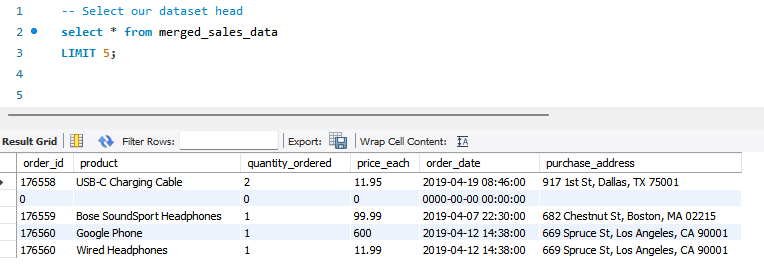 1 -- Select our dataset head
2 select * from merged_sales_data
3 LIMIT 5;
4
5
Result Grid Filter Rows: Export: Wrap Cell Content: IA
order_id product quantity_ordered price_each order_date purchase_address
176558 USB-C Charging Cable 2 11.95 2019-04-19 08:46:00 917 1st St, Dallas, TX 75001
0 0 0 0000-00-00 00:00:00
176559 Bose SoundSport Headphones 1 99.99 2019-04-07 22:30:00 682 Chestnut St, Boston, MA 02215
176560 Google Phone 1 600 2019-04-12 14:38:00 669 Spruce St, Los Angeles, CA 90001
176560 Wired Headphones 1 11.99 2019-04-12 14:38:00 669 Spruce St, Los Angeles, CA 90001